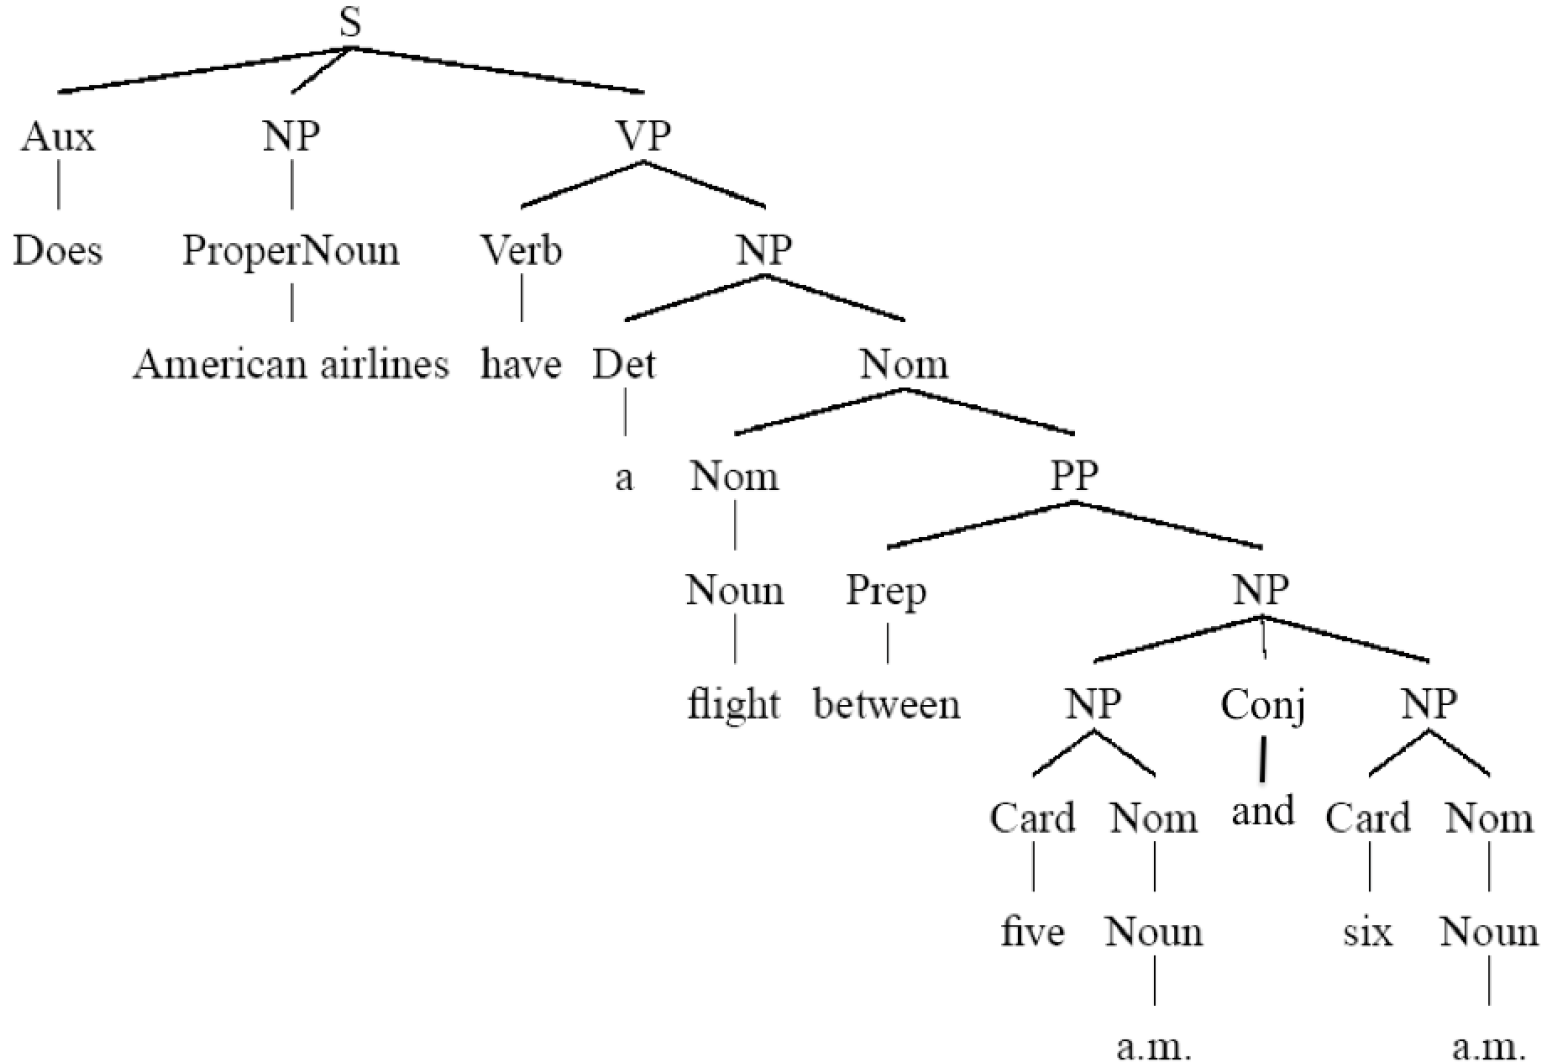 S
Aux NP VP
Does ProperNoun Verb NP
American airlines have Det Nom
a Nom PP
Noun Prep NP
flight between NP Conj NP
Card Nom and Card Nom
five Noun six Noun
a.m. a.m.